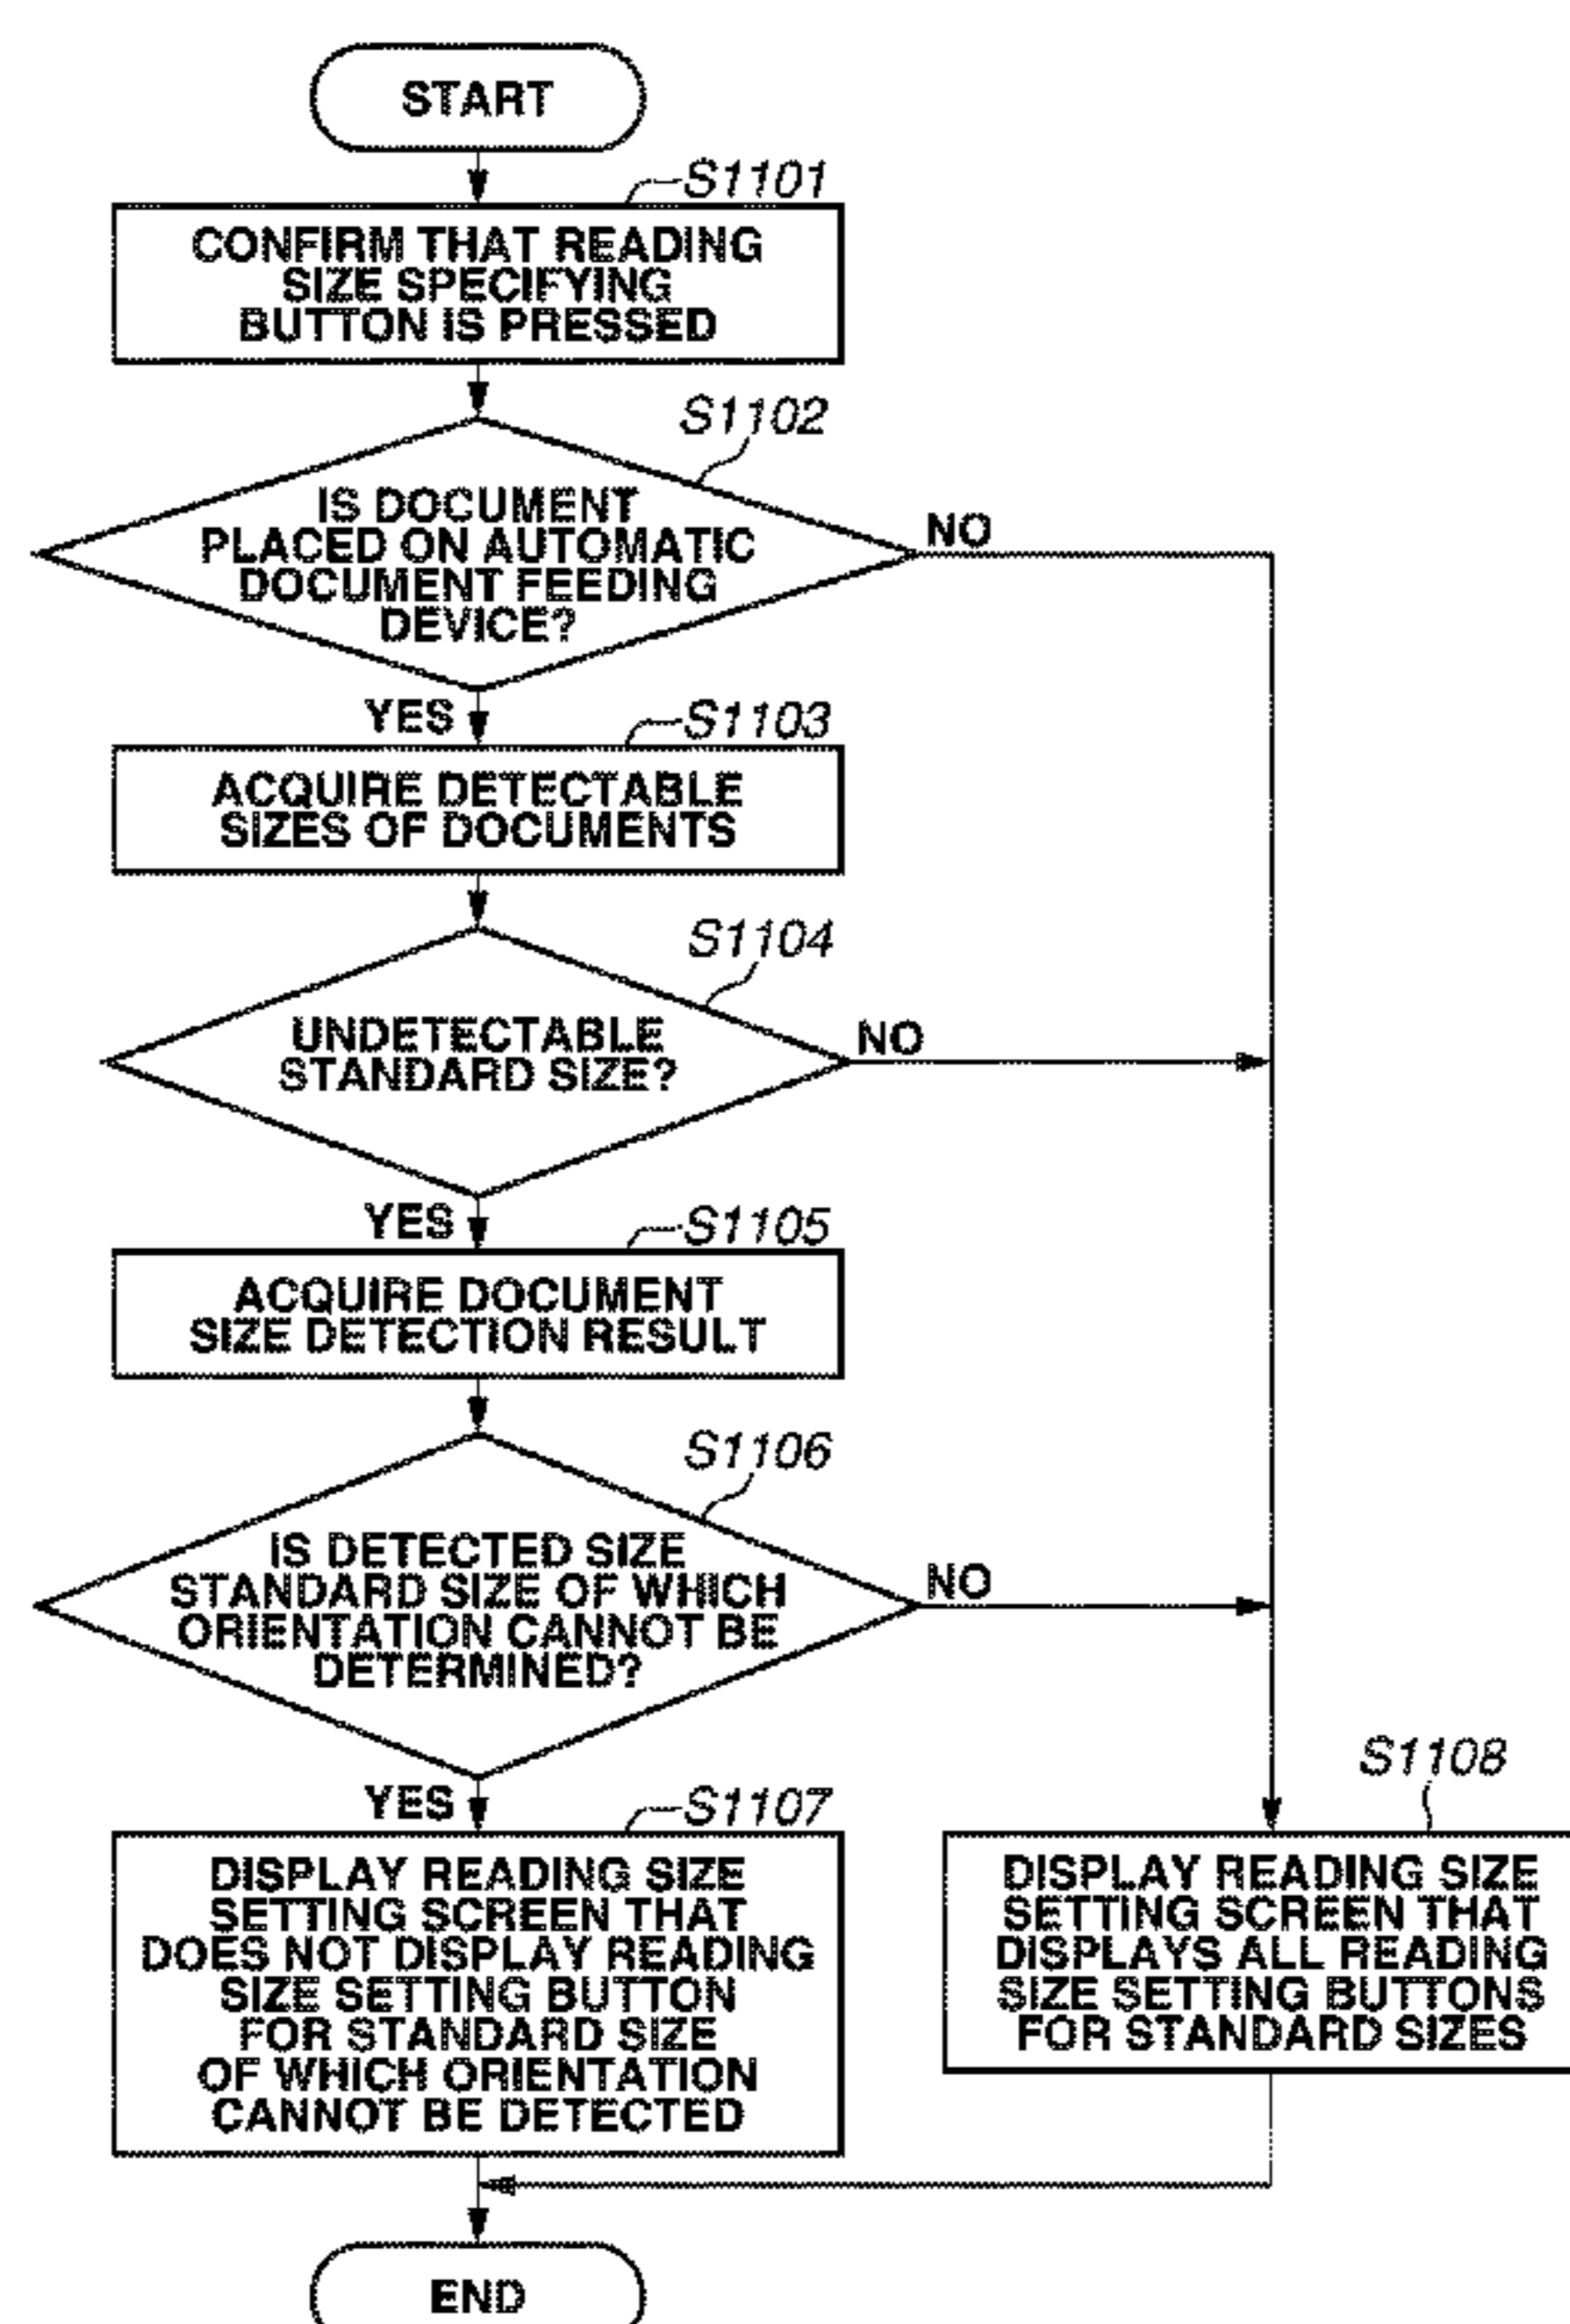 START
S1101
CONFIRM THAT READING
SIZE SPECIFYING
BUTTON IS PRESSED
S1102
IS DOCUMENT
PLACED ON AUTOMATIC
DOCUMENT FEEDING
DEVICE?
NO
YES
S1103
ACQUIRE DETECTABLE
SIZES OF DOCUMENTS
S1104
UNDETECTABLE
STANDARD SIZE?
NO
YES
S1105
ACQUIRE DOCUMENT
SIZE DETECTION RESULT
S1106
IS DETECTED SIZE
STANDARD SIZE OF WHICH
ORIENTATION CANNOT BE
DETERMINED?
NO
YES
S1107
DISPLAY READING SIZE
SETTING SCREEN THAT
DOES NOT DISPLAY READING
SIZE SETTING BUTTON
FOR STANDARD SIZE
OF WHICH ORIENTATION
CANNOT BE DETECTED
S1108
DISPLAY READING SIZE
SETTING SCREEN THAT
DISPLAYS ALL READING
SIZE SETTING BUTTONS
FOR STANDARD SIZES
END